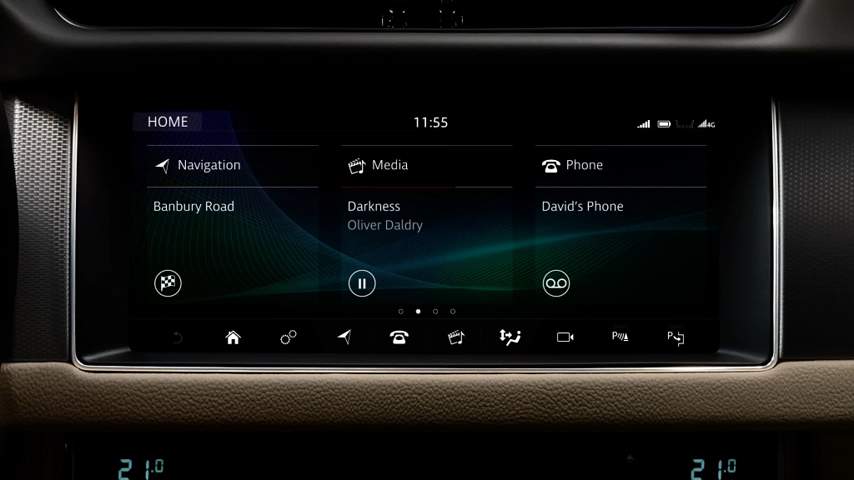 HOME
11:55
4G
Navigation
Media
Phone
Banbury Road
Darkness
Oliver Daldry
David's Phone
P
P
21.0
21.0